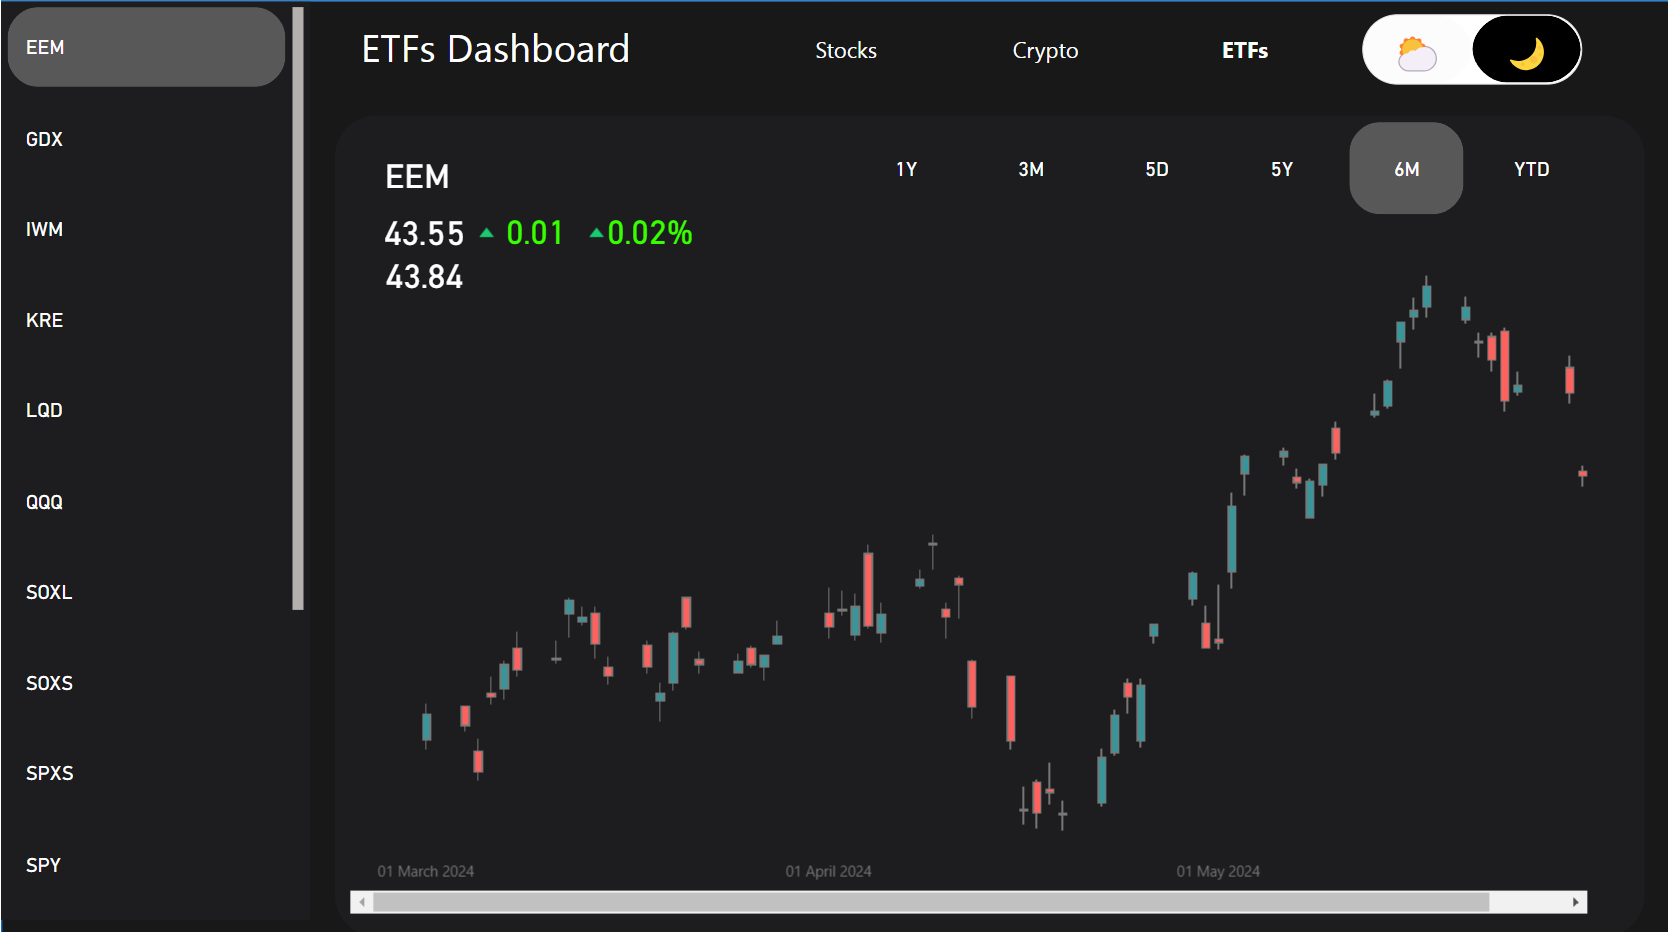 ETFs Dashboard
Stocks
Crypto
ETFs
EEM
GDX
IWM
KRE
LQD
QQQ
SOXL
SOXS
SPXS
SPY
EEM
1Y
3M
5D
5Y
6M
YTD
43.55 ▲ 0.01 ▲0.02%
43.84
01 March 2024
01 April 2024
01 May 2024